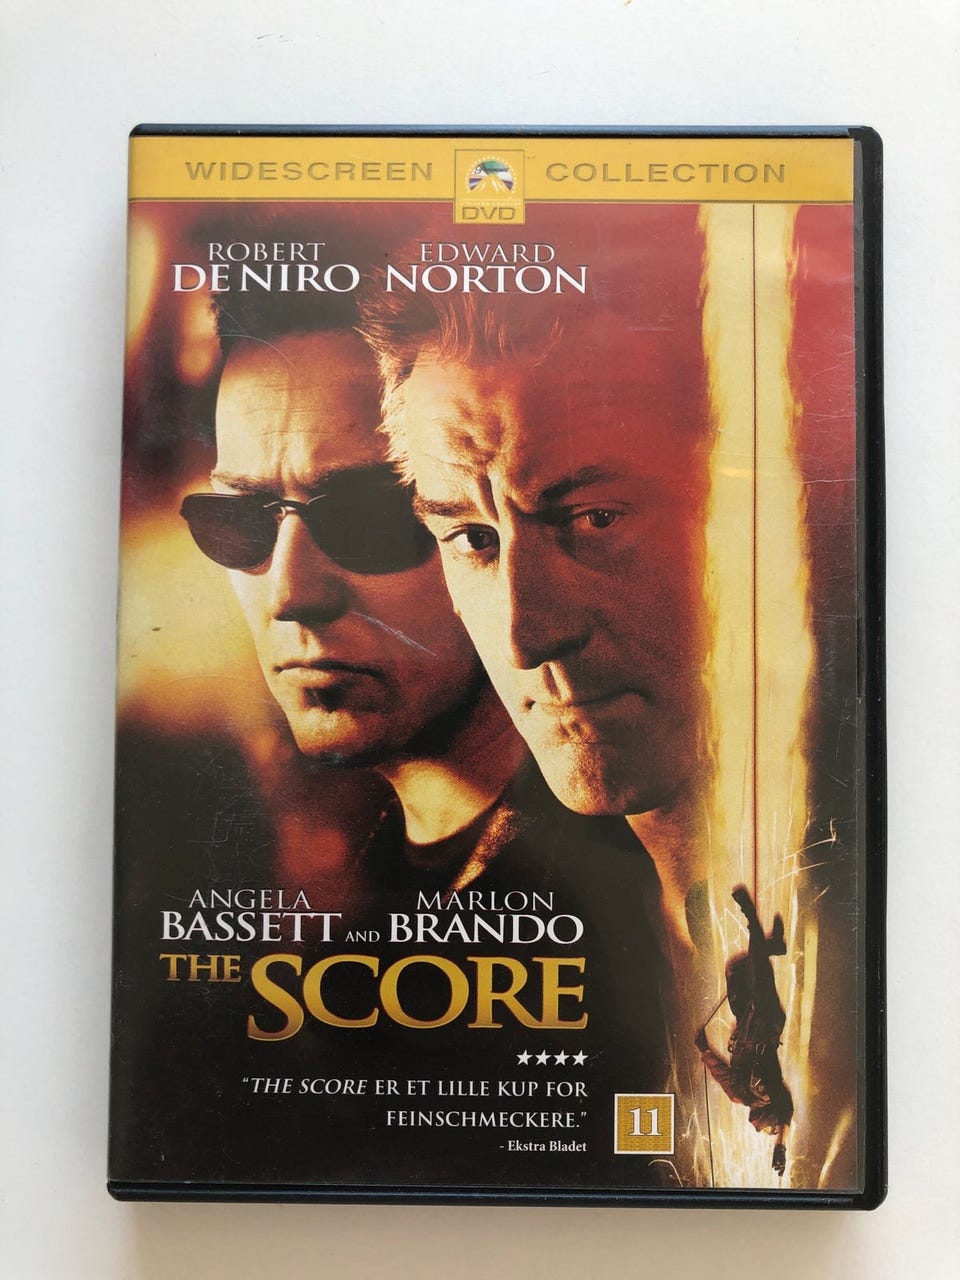 WIDESCREEN COLLECTION
Paramount
DVD
ROBERT EDWARD
DE NIRO NORTON
ANGELA MARLON
BASSETT AND BRANDO
THE SCORE
★★★★
"THE SCORE ER ET LILLE KUP FOR
FEINSCHMECKERE."
- Ekstra Bladet
11